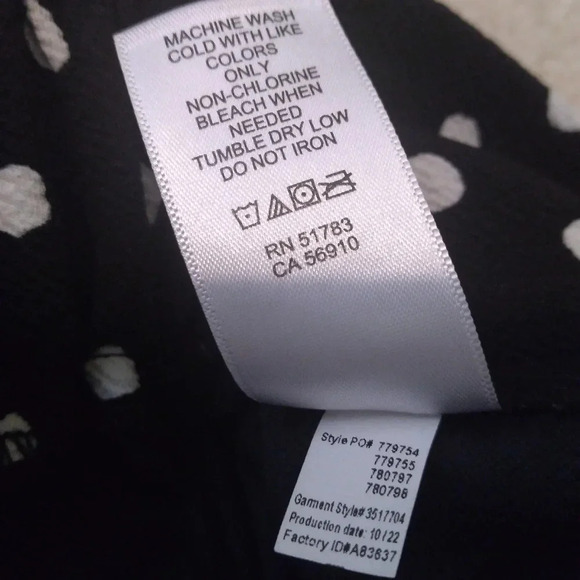 MACHINE WASH
COLD WITH LIKE
COLORS
ONLY
NON-CHLORINE
BLEACH WHEN
NEEDED
TUMBLE DRY LOW
DO NOT IRON
RN 51783
CA 56910
Style PO# 779754
779755
780797
780798
Garment Style# 3517704
Production date: 10/22
Factory ID#A83637